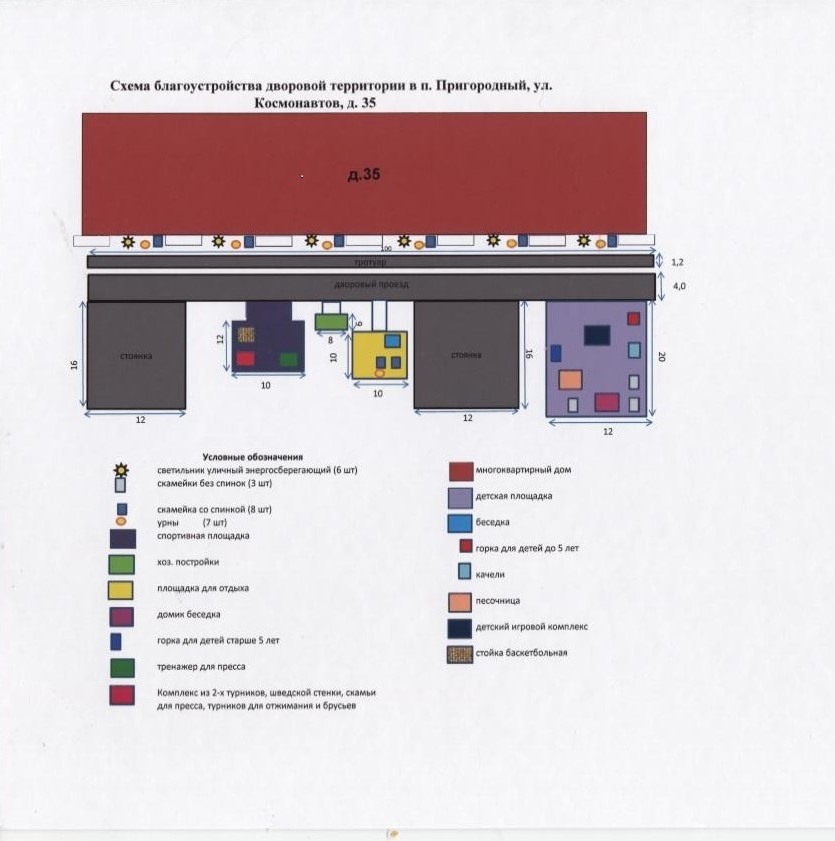 Схема благоустройства дворовой территории в п. Пригородный, ул.
Космонавтов, д. 35
д.35
100
тротуар
1,2
дворовый проезд
4,0
стоянка
16
12
12
10
8
6
10
10
стоянка
16
12
20
12
Условные обозначения
светильник уличный энергосберегающий (6 шт)
скамейки без спинок (3 шт)
скамейка со спинкой (8 шт)
урны (7 шт)
спортивная площадка
хоз. постройки
площадка для отдыха
домик беседка
горка для детей старше 5 лет
тренажер для пресса
Комплекс из 2-х турников, шведской стенки, скамьи
для пресса, турников для отжимания и брусьев
многоквартирный дом
детская площадка
беседка
горка для детей до 5 лет
качели
песочница
детский игровой комплекс
стойка баскетбольная